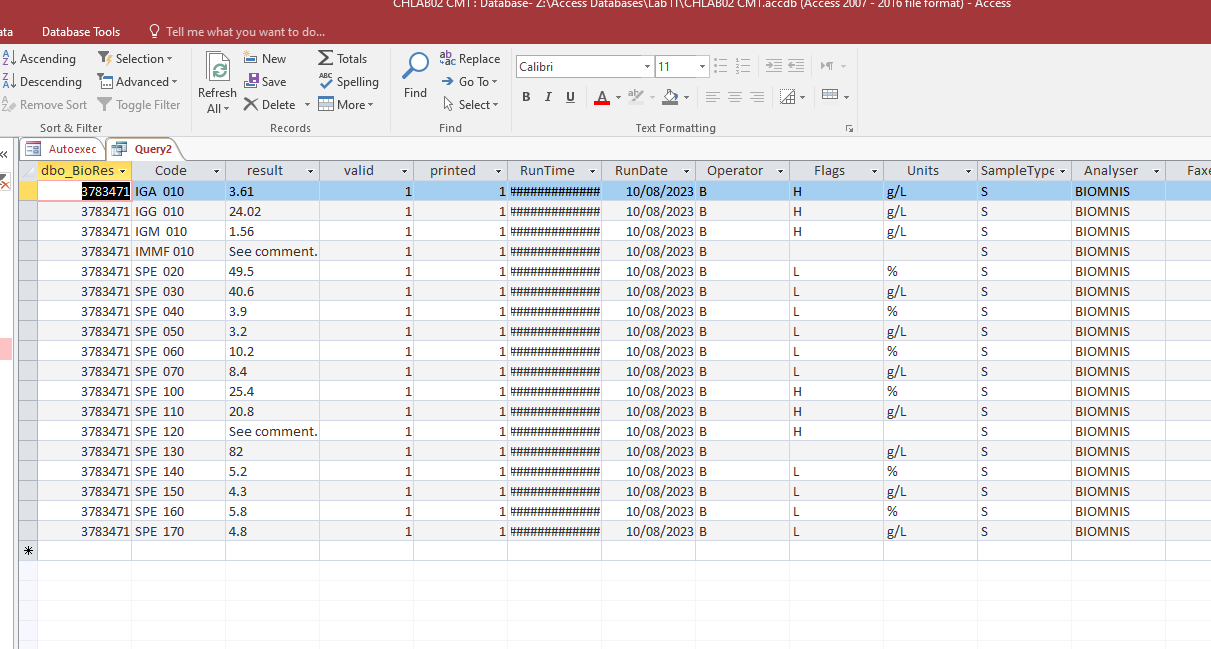 CHLAB02 CMT : Database- Z:\Access Databases\Lab IT\CHLAB02 CMT.accdb (Access 2007 - 2016 file format) - Access
ata Database Tools Tell me what you want to do...
Ascending Selection New Totals Replace Calibri 11
Descending Advanced Refresh All Save Spelling Find Go To B I U A
Remove Sort Toggle Filter Delete More Select
Sort & Filter Records Find Text Formatting
Autoexec Query2
dbo_BioRes Code result valid printed RunTime RunDate Operator Flags Units SampleType Analyser Faxe
3783471 IGA 010 3.61 1 1 ############## 10/08/2023 B H g/L S BIOMNIS
3783471 IGG 010 24.02 1 1 ############## 10/08/2023 B H g/L S BIOMNIS
3783471 IGM 010 1.56 1 1 ############## 10/08/2023 B H g/L S BIOMNIS
3783471 IMMF 010 See comment. 1 1 ############## 10/08/2023 B S BIOMNIS
3783471 SPE 020 49.5 1 1 ############## 10/08/2023 B L % S BIOMNIS
3783471 SPE 030 40.6 1 1 ############## 10/08/2023 B L g/L S BIOMNIS
3783471 SPE 040 3.9 1 1 ############## 10/08/2023 B L % S BIOMNIS
3783471 SPE 050 3.2 1 1 ############## 10/08/2023 B L g/L S BIOMNIS
3783471 SPE 060 10.2 1 1 ############## 10/08/2023 B L % S BIOMNIS
3783471 SPE 070 8.4 1 1 ############## 10/08/2023 B L g/L S BIOMNIS
3783471 SPE 100 25.4 1 1 ############## 10/08/2023 B H % S BIOMNIS
3783471 SPE 110 20.8 1 1 ############## 10/08/2023 B H g/L S BIOMNIS
3783471 SPE 120 See comment. 1 1 ############## 10/08/2023 B H S BIOMNIS
3783471 SPE 130 82 1 1 ############## 10/08/2023 B g/L S BIOMNIS
3783471 SPE 140 5.2 1 1 ############## 10/08/2023 B L % S BIOMNIS
3783471 SPE 150 4.3 1 1 ############## 10/08/2023 B L g/L S BIOMNIS
3783471 SPE 160 5.8 1 1 ############## 10/08/2023 B L % S BIOMNIS
3783471 SPE 170 4.8 1 1 ############## 10/08/2023 B L g/L S BIOMNIS